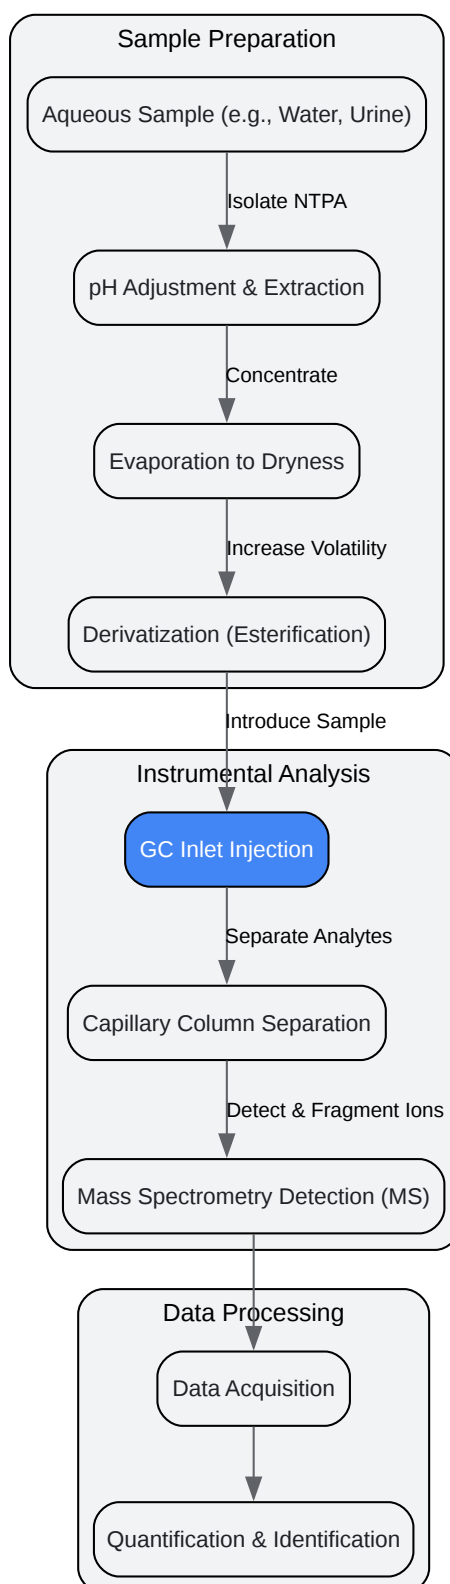 Sample Preparation
Aqueous Sample (e.g., Water, Urine)
Isolate NTPA
pH Adjustment & Extraction
Concentrate
Evaporation to Dryness
Increase Volatility
Derivatization (Esterification)
Introduce Sample
Instrumental Analysis
GC Inlet Injection
Separate Analytes
Capillary Column Separation
Detect & Fragment Ions
Mass Spectrometry Detection (MS)
Data Processing
Data Acquisition
Quantification & Identification